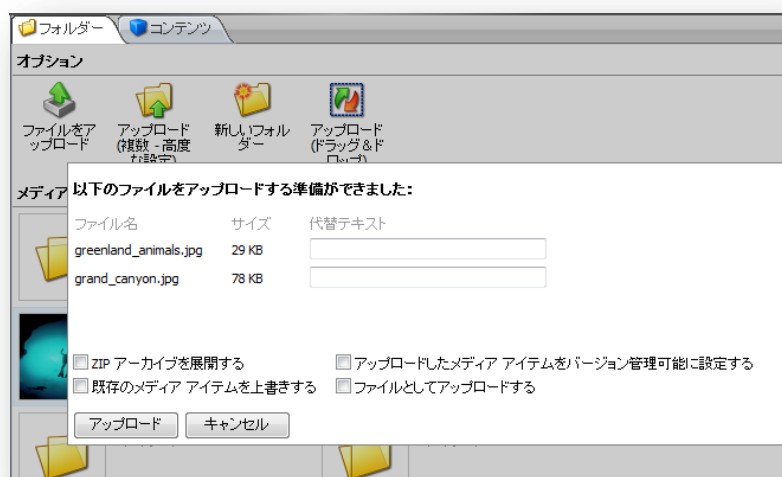 フォルダー
コンテンツ
オプション
ファイルをア
ップロード
アップロード
(複数 - 高度
な設定)
新しいフォル
ダー
アップロード
(ドラッグ＆ド
ロップ)
メディア
以下のファイルをアップロードする準備ができました:
ファイル名 サイズ 代替テキスト
greenland_animals.jpg 29 KB
grand_canyon.jpg 78 KB
ZIP アーカイブを展開する アップロードしたメディア アイテムをバージョン管理可能に設定する
既存のメディア アイテムを上書きする ファイルとしてアップロードする
アップロード キャンセル